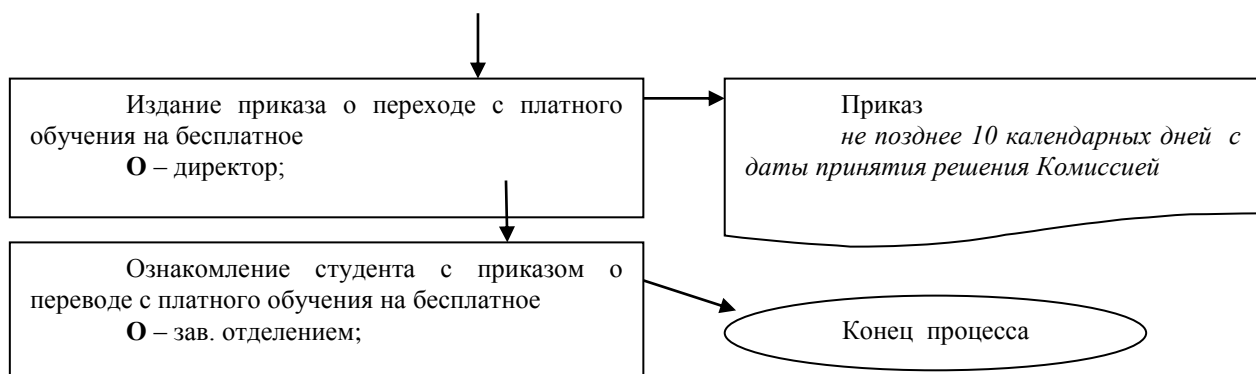 Издание приказа о переходе с платного
обучения на бесплатное
О – директор;
Приказ
не позднее 10 календарных дней с
даты принятия решения Комиссией
Ознакомление студента с приказом о
переводе с платного обучения на бесплатное
О – зав. отделением;
Конец процесса